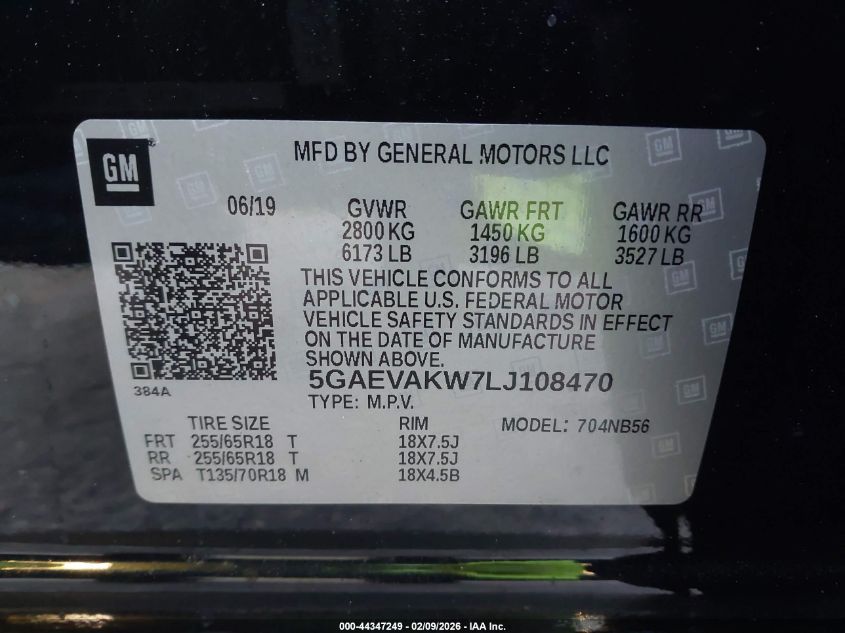 GM
MFD BY GENERAL MOTORS LLC
06/19 GVWR GAWR FRT GAWR RR
2800 KG 1450 KG 1600 KG
6173 LB 3196 LB 3527 LB
THIS VEHICLE CONFORMS TO ALL
APPLICABLE U.S. FEDERAL MOTOR
VEHICLE SAFETY STANDARDS IN EFFECT
ON THE DATE OF MANUFACTURE
SHOWN ABOVE.
384A
5GAEVAKW7LJ108470
TYPE: M.P.V.
TIRE SIZE RIM MODEL: 704NB56
FRT 255/65R18 T 18X7.5J
RR 255/65R18 T 18X7.5J
SPA T135/70R18 M 18X4.5B
000-44347249 - 02/09/2026 - IAA Inc.